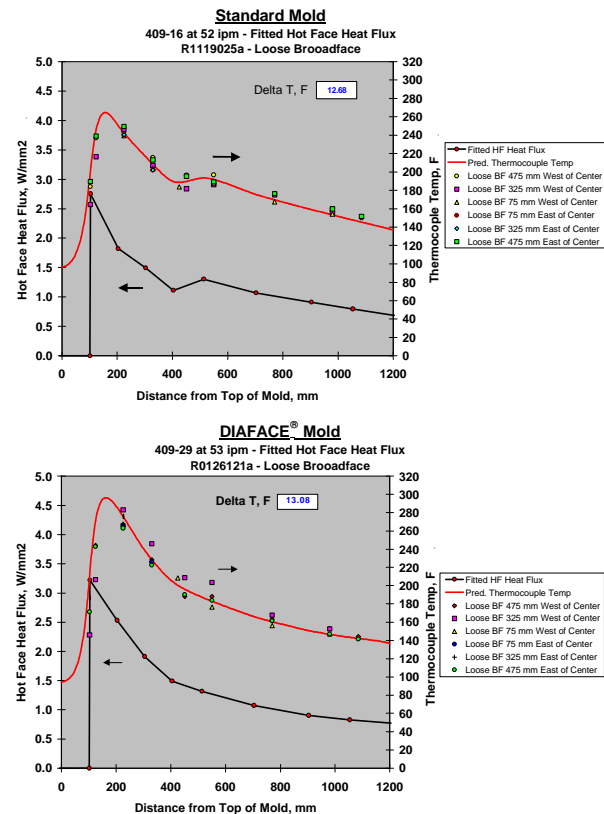 Standard Mold
409-16 at 52 ipm - Fitted Hot Face Heat Flux
R1119025a - Loose Brooadface
Delta T, F 12.68
Hot Face Heat Flux, W/mm2
5.0
4.5
4.0
3.5
3.0
2.5
2.0
1.5
1.0
0.5
0.0
320
300
280
260
240
220
200
180
160
140
120
100
80
60
40
20
0
Thermocouple Temp, F
0 200 400 600 800 1000 1200
Distance from Top of Mold, mm
Fitted HF Heat Flux
Pred. Thermocouple Temp
Loose BF 475 mm West of Center
Loose BF 325 mm West of Center
Loose BF 75 mm West of Center
Loose BF 75 mm East of Center
Loose BF 325 mm East of Center
Loose BF 475 mm East of Center
DIAFACE® Mold
409-29 at 53 ipm - Fitted Hot Face Heat Flux
R0126121a - Loose Brooadface
Delta T, F 13.08
Hot Face Heat Flux, W/mm2
5.0
4.5
4.0
3.5
3.0
2.5
2.0
1.5
1.0
0.5
0.0
320
300
280
260
240
220
200
180
160
140
120
100
80
60
40
20
0
Thermocouple Temp, F
0 200 400 600 800 1000 1200
Distance from Top of Mold, mm
Fitted HF Heat Flux
Pred. Thermocouple Temp
Loose BF 475 mm West of Center
Loose BF 325 mm West of Center
Loose BF 75 mm West of Center
Loose BF 75 mm East of Center
Loose BF 325 mm East of Center
Loose BF 475 mm East of Center